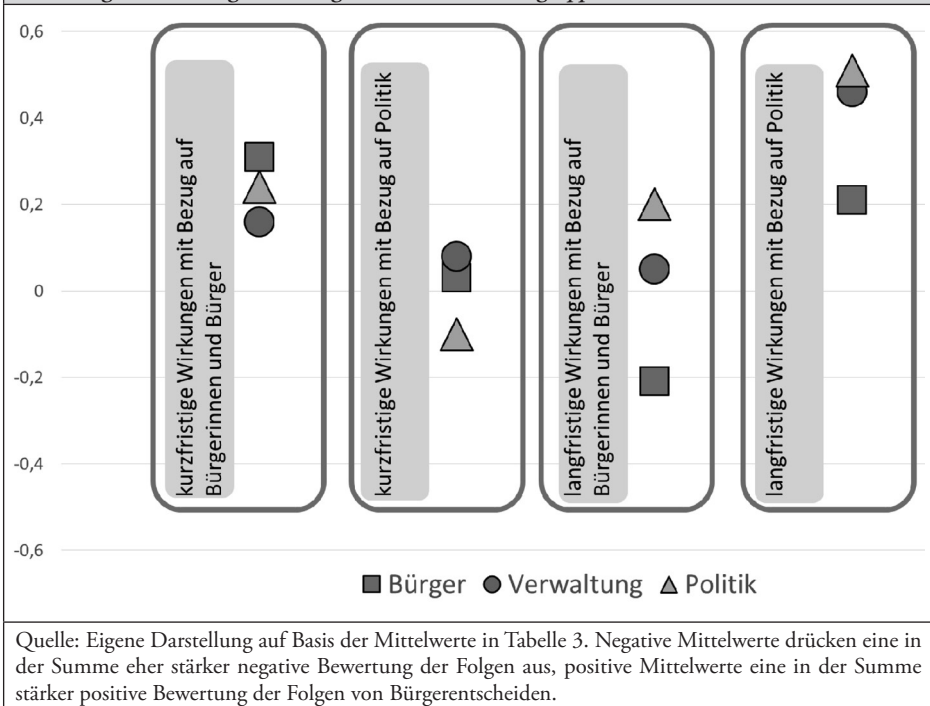 0,6
0,4
0,2
0
-0,2
-0,4
-0,6
kurzfristige Wirkungen mit Bezug auf
Bürgerinnen und Bürger
kurzfristige Wirkungen mit Bezug auf Politik
langfristige Wirkungen mit Bezug auf
Bürgerinnen und Bürger
langfristige Wirkungen mit Bezug auf Politik
Bürger Verwaltung Politik
Quelle: Eigene Darstellung auf Basis der Mittelwerte in Tabelle 3. Negative Mittelwerte drücken eine in
der Summe eher stärker negative Bewertung der Folgen aus, positive Mittelwerte eine in der Summe
stärker positive Bewertung der Folgen von Bürgerentscheiden.